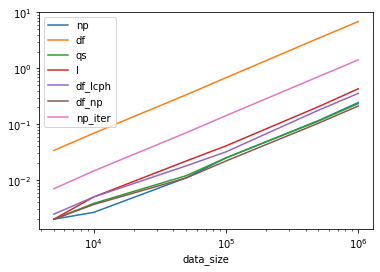 10¹
10⁰
10⁻¹
10⁻²
np
df
qs
l
df_lcph
df_np
np_iter
10⁴
10⁵
10⁶
data_size